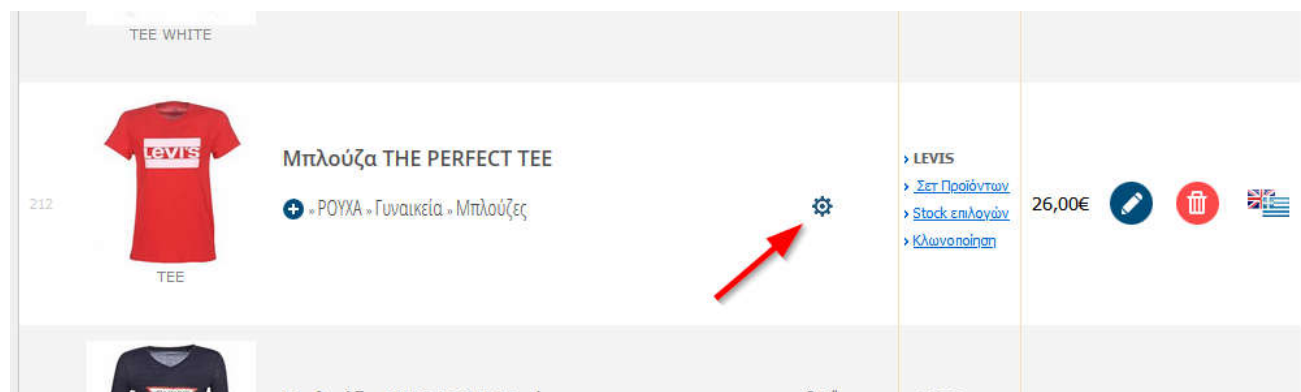 TEE WHITE
212
LEVI'S
TEE
Μπλούζα THE PERFECT TEE
» ΡΟΥΧΑ » Γυναικεία » Μπλούζες
› LEVIS
› Σετ Προϊόντων
› Stock επιλογών
› Κλωνοποίηση
26,00€